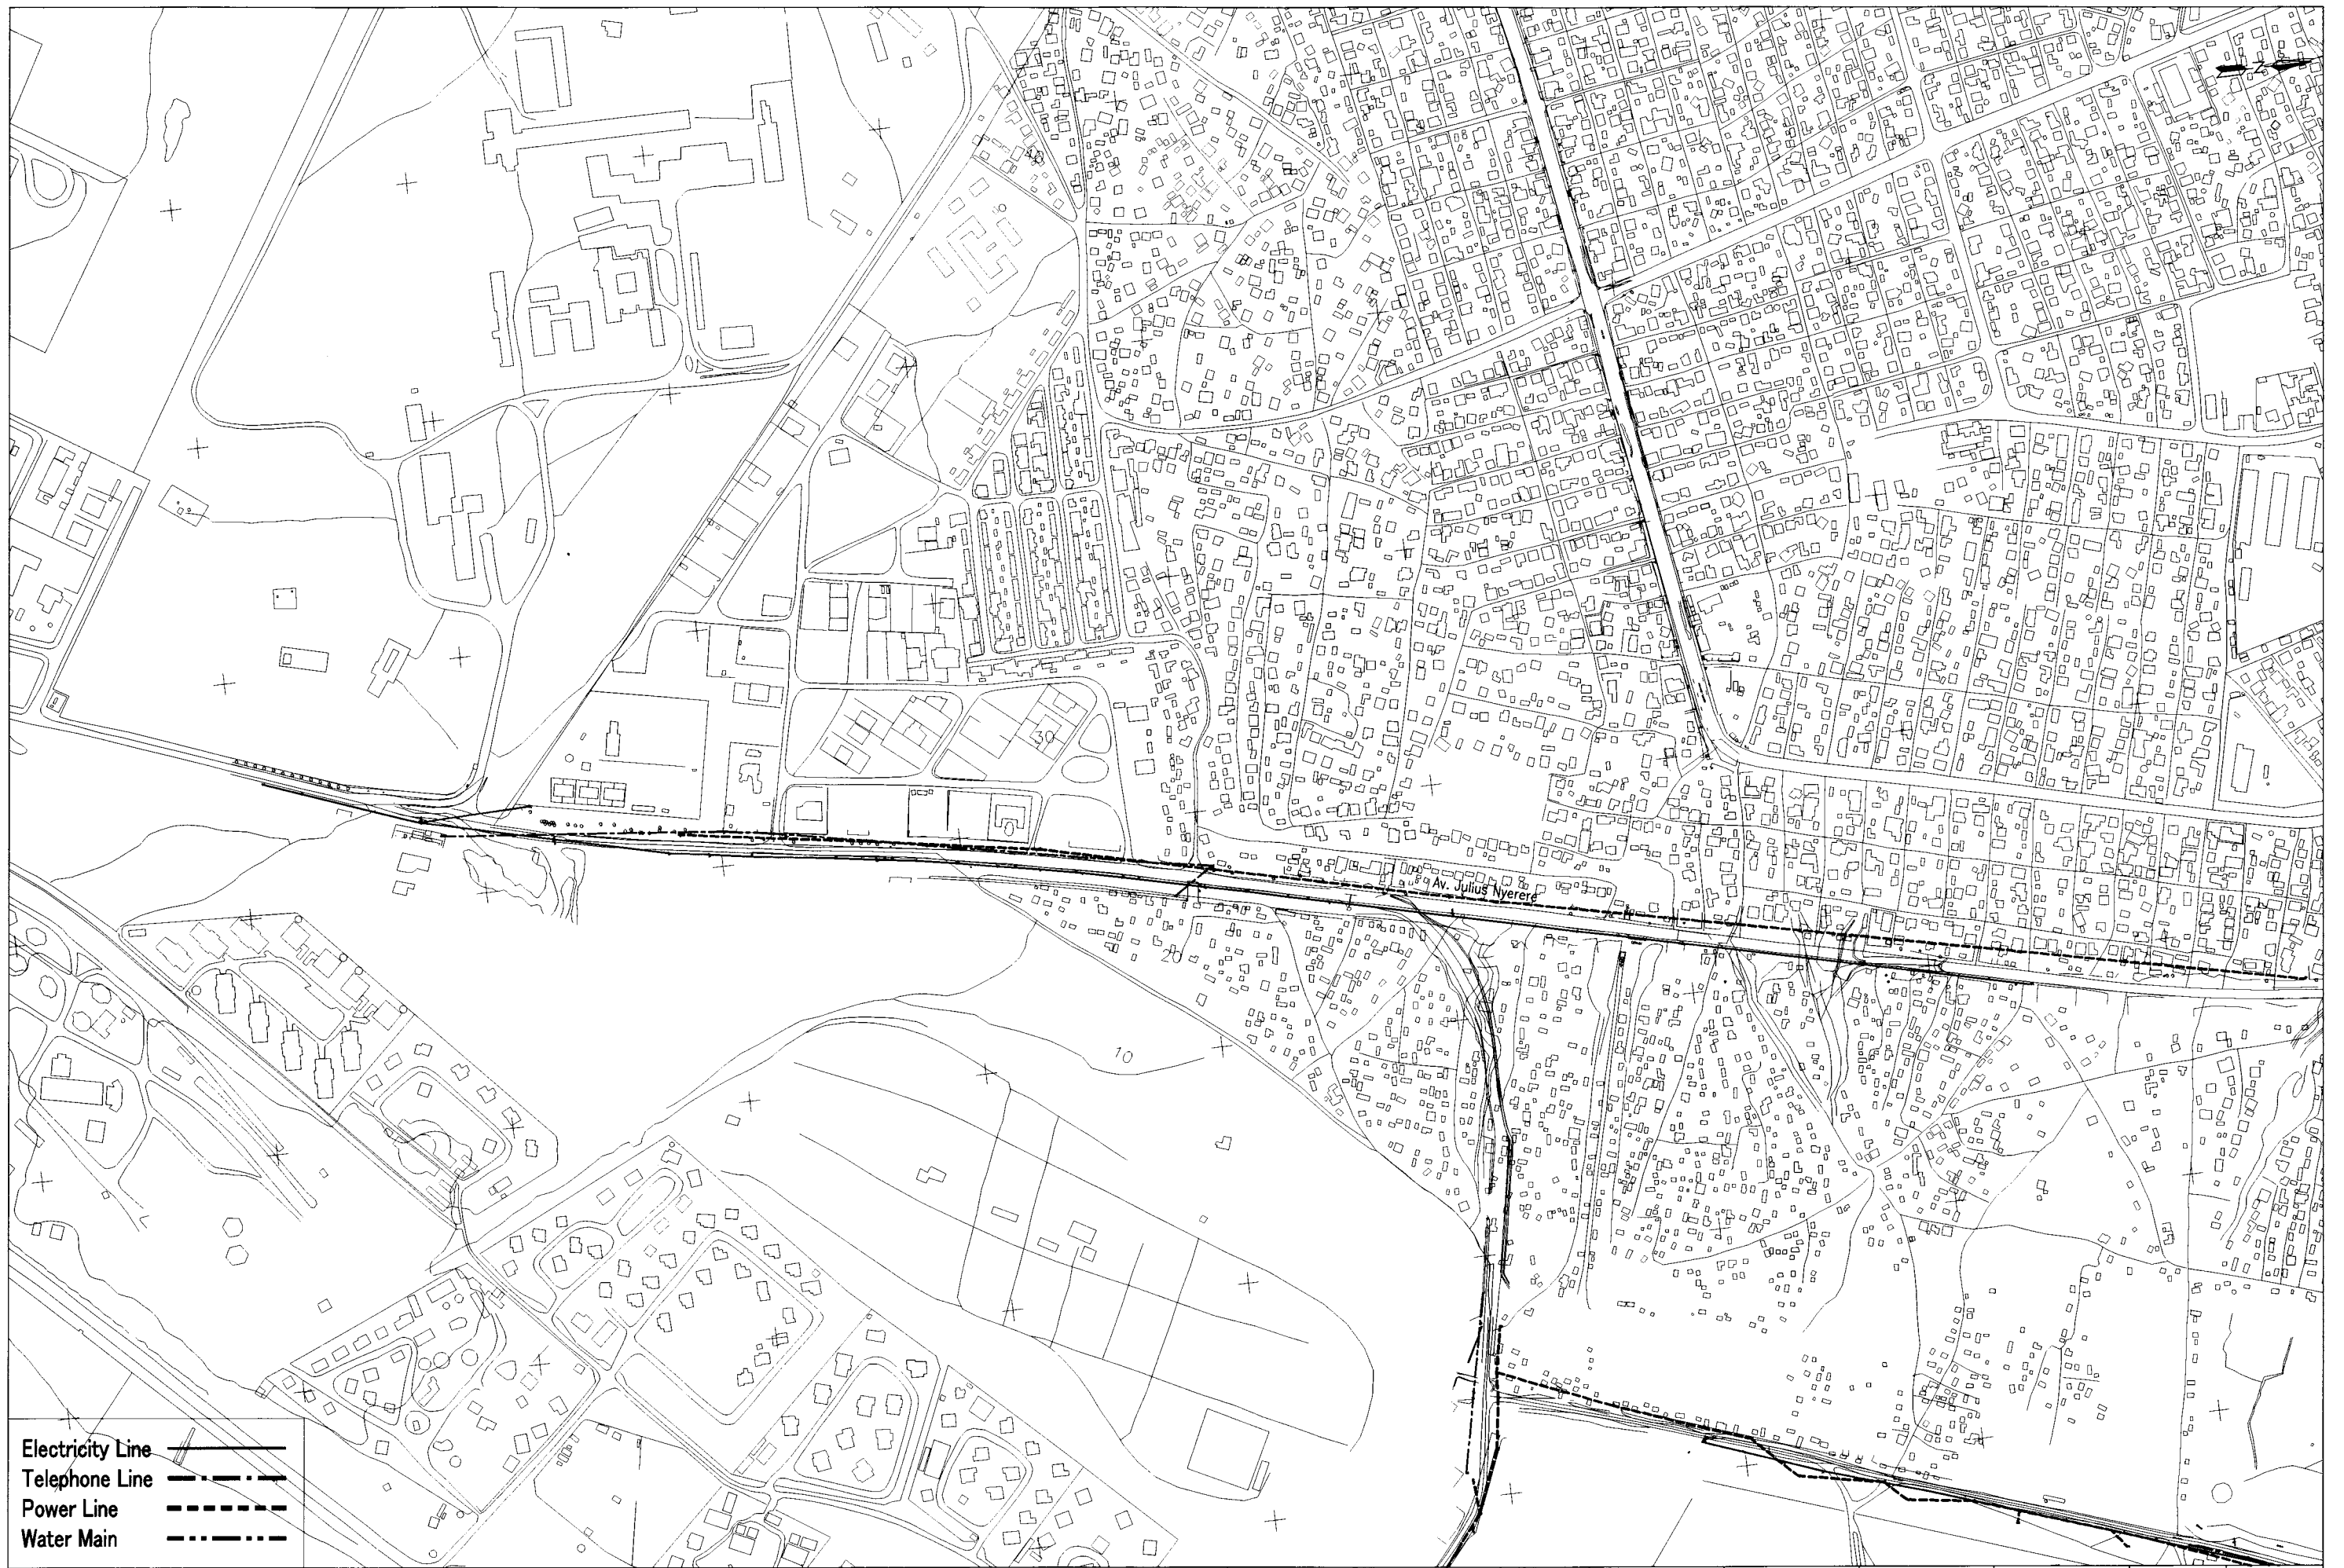 N
40
30
Av. Julius Nyerere
20
10
Electricity Line
Telephone Line
Power Line
Water Main